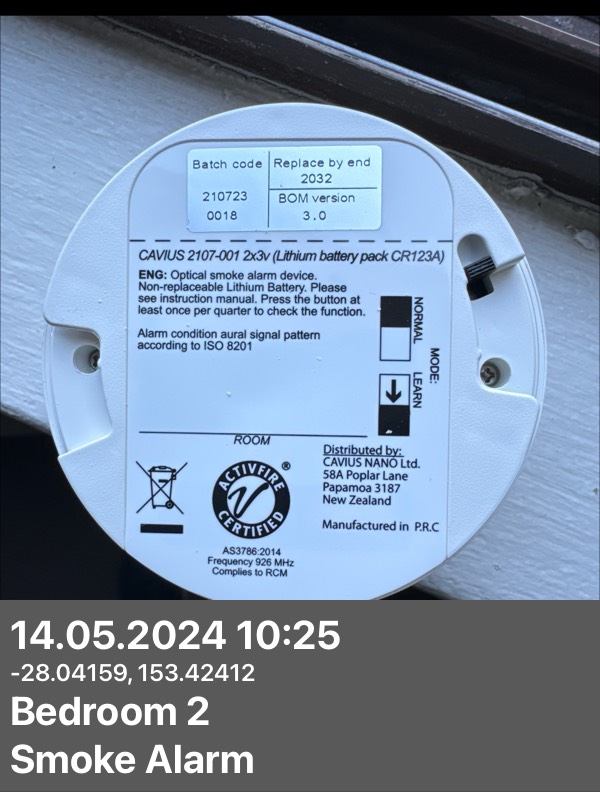 Batch code
210723
0018
Replace by end
2032
BOM version
3.0
CAVIUS 2107-001 2x3v (Lithium battery pack CR123A)
ENG: Optical smoke alarm device.
Non-replaceable Lithium Battery. Please
see instruction manual. Press the button at
least once per quarter to check the function.
Alarm condition aural signal pattern
according to ISO 8201
NORMAL
MODE:
LEARN
ROOM
ACTIVFIRE
®
CERTIFIED
AS3786:2014
Frequency 926 MHz
Complies to RCM
Distributed by:
CAVIUS NANO Ltd.
58A Poplar Lane
Papamoa 3187
New Zealand
Manufactured in P.R.C
14.05.2024 10:25
-28.04159, 153.42412
Bedroom 2
Smoke Alarm